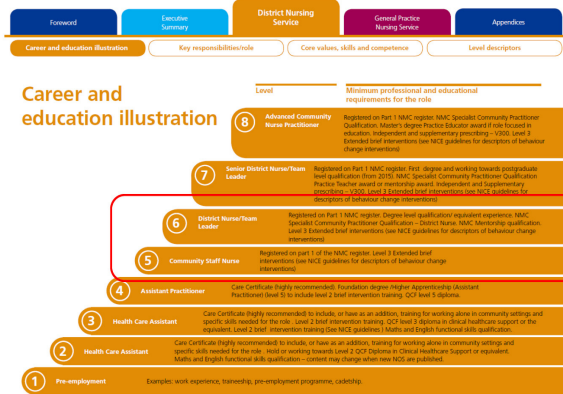 Foreword
Executive
Summary
District Nursing
Service
General Practice
Nursing Service
Appendices
Career and education illustration
Key responsibilities/role
Core values, skills and competence
Level descriptors
Career and
education illustration
Level
Minimum professional and educational
requirements for the role
8
Advanced Community
Nurse Practitioner
Registered on Part 1 NMC register. NMC Specialist Community Practitioner
Qualification. Master's degree Practice Educator award if role focused in
education. Independent and supplementary prescribing – V300. Level 3
Extended brief interventions (see NICE guidelines for descriptors of behaviour
change interventions)
7
Senior District Nurse/Team
Leader
Registered on Part 1 NMC register. First degree and working towards postgraduate
level qualification (from 2015). NMC Specialist Community Practitioner Qualification
Practice Teacher award or mentorship award. Independent and Supplementary
prescribing – V300. Level 3 Extended brief interventions (see NICE guidelines for
descriptors of behaviour change interventions)
6
District Nurse/Team
Leader
Registered on Part 1 NMC register. Degree level qualification/ equivalent experience. NMC
Specialist Community Practitioner Qualification – District Nurse. NMC Mentorship qualification.
Level 3 Extended brief interventions (see NICE guidelines for descriptors of behaviour change
interventions)
5
Community Staff Nurse
Registered on part 1 of the NMC register. Level 3 Extended brief
interventions (see NICE guidelines for descriptors of behaviour change
interventions)
4
Assistant Practitioner
Care Certificate (highly recommended). Foundation degree /Higher Apprenticeship (Assistant
Practitioner) (level 5) to include level 2 brief intervention training. QCF level 5 diploma.
3
Health Care Assistant
Care Certificate (highly recommended) to include, or have as an addition, training for working alone in community settings and
specific skills needed for the role . Level 2 brief intervention training. QCF level 3 diploma in clinical healthcare support or the
equivalent. Level 2 brief intervention training (See NICE guidelines ) Maths and English functional skills qualification.
2
Health Care Assistant
Care Certificate (highly recommended) to include, or have as an addition, training for working alone in community settings and
specific skills needed for the role . Hold or working towards Level 2 QCF Diploma in Clinical Healthcare Support or equivalent.
Maths and English functional skills qualification – content may change when new NOS are published.
1
Pre-employment
Examples: work experience, traineeship, pre-employment programme, cadetship.